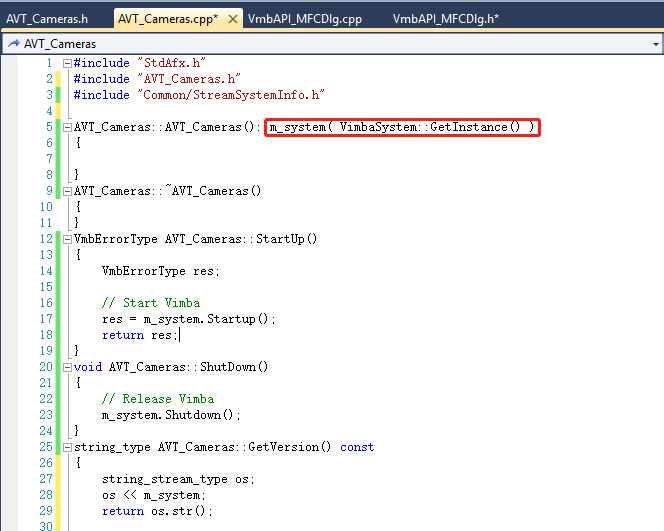 AVT_Cameras.h AVT_Cameras.cpp* VmbAPI_MFCDlg.cpp VmbAPI_MFCDlg.h*
AVT_Cameras
1 #include "StdAfx.h"
2 #include "AVT_Cameras.h"
3 #include "Common/StreamSystemInfo.h"
4
5 AVT_Cameras::AVT_Cameras(): m_system( VimbaSystem::GetInstance() )
6 {
7
8 }
9 AVT_Cameras::~AVT_Cameras()
10 {
11 }
12 VmbErrorType AVT_Cameras::StartUp()
13 {
14 VmbErrorType res;
15
16 // Start Vimba
17 res = m_system.Startup();
18 return res;
19 }
20 void AVT_Cameras::ShutDown()
21 {
22 // Release Vimba
23 m_system.Shutdown();
24 }
25 string_type AVT_Cameras::GetVersion() const
26 {
27 string_stream_type os;
28 os << m_system;
29 return os.str();
30